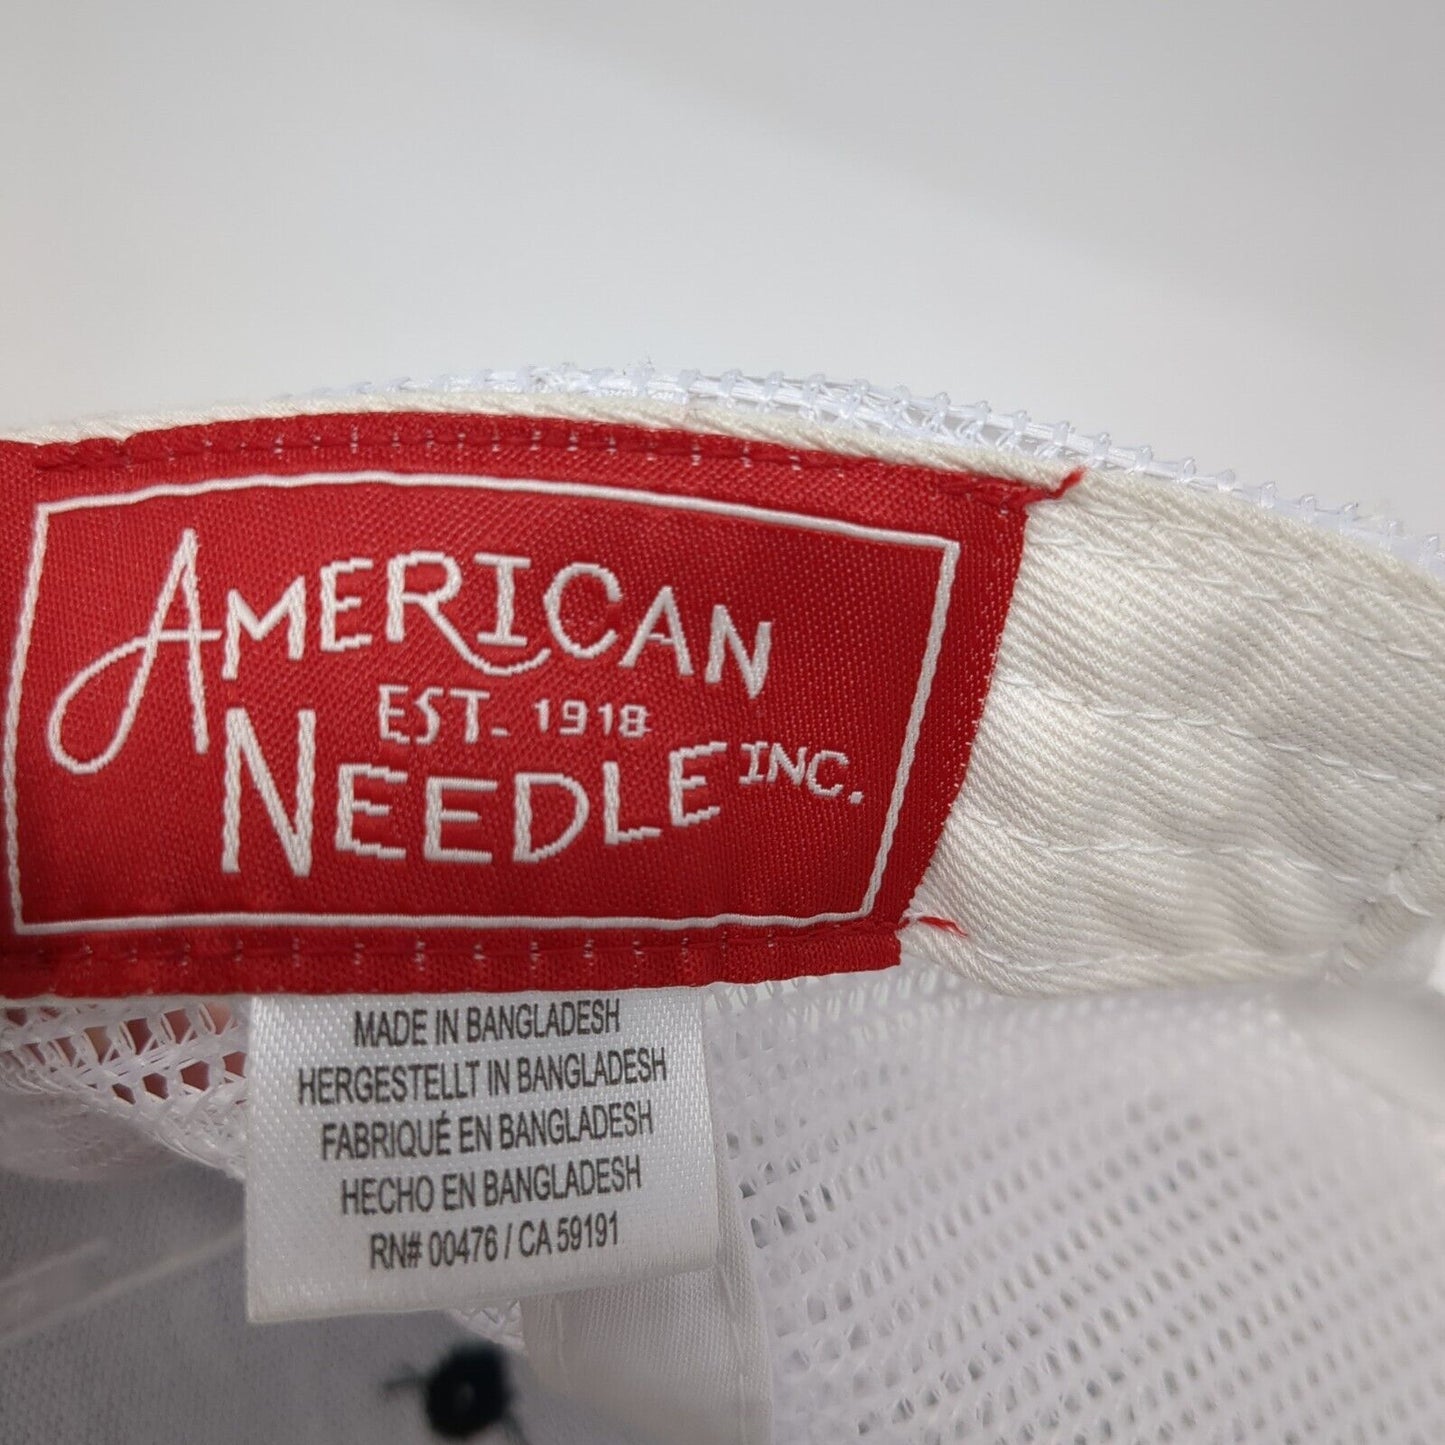 AMERICAN
EST. 1918
NEEDLE INC.
MADE IN BANGLADESH
HERGESTELLT IN BANGLADESH
FABRIQUÉ EN BANGLADESH
HECHO EN BANGLADESH
RN# 00476 / CA 59191